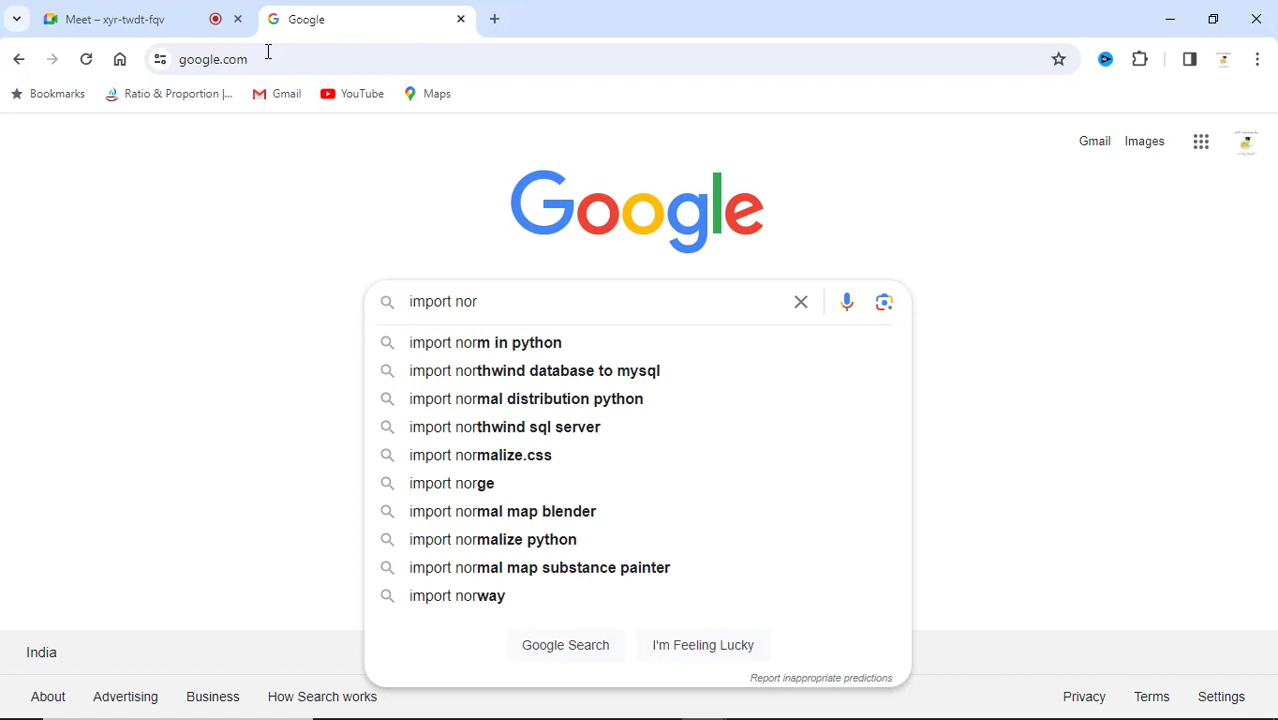 Meet – xyr-twdt-fqv
Google
google.com
Bookmarks
Ratio & Proportion |...
Gmail
YouTube
Maps
Gmail
Images
Google
import nor
import norm in python
import northwind database to mysql
import normal distribution python
import northwind sql server
import normalize.css
import norge
import normal map blender
import normalize python
import normal map substance painter
import norway
Google Search
I'm Feeling Lucky
Report inappropriate predictions
India
About
Advertising
Business
How Search works
Privacy
Terms
Settings